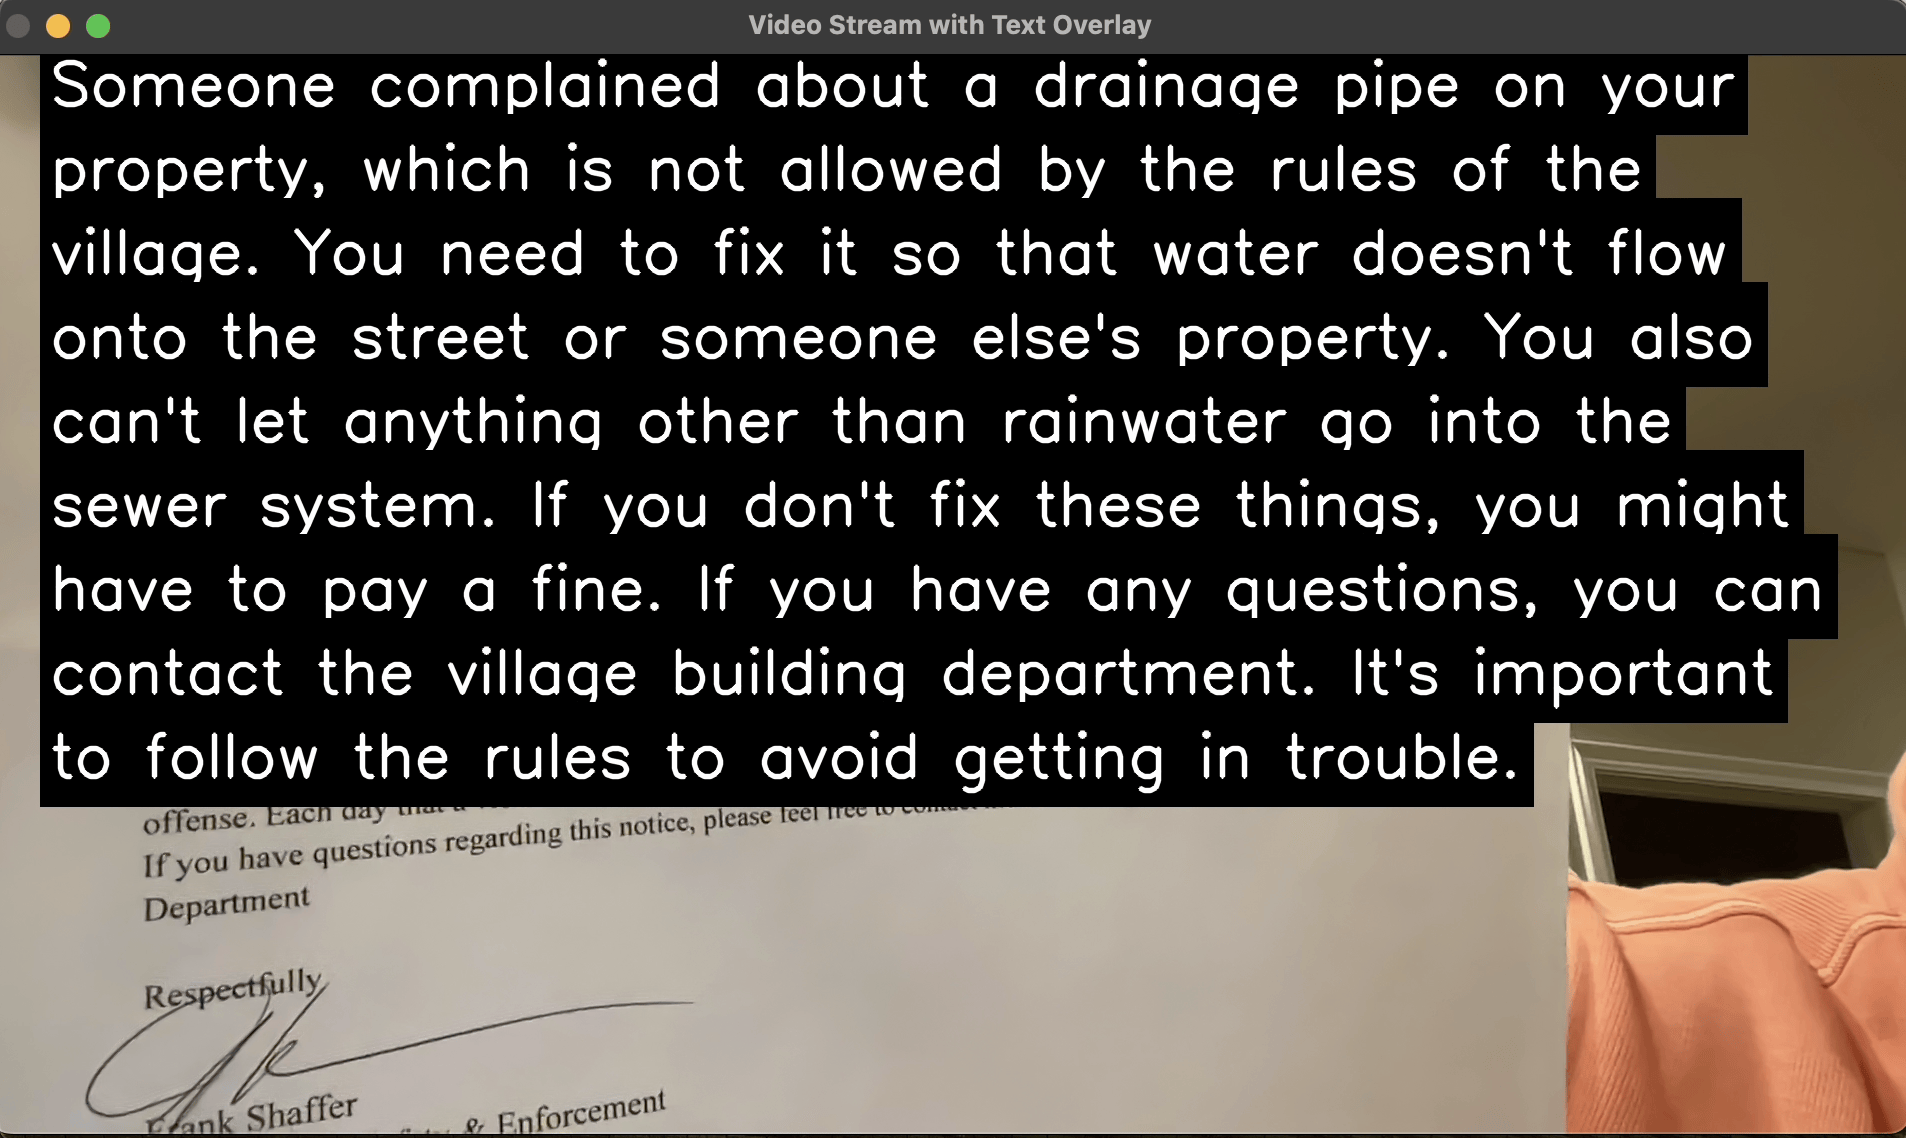 Video Stream with Text Overlay
Someone complained about a drainage pipe on your
property, which is not allowed by the rules of the
village. You need to fix it so that water doesn't flow
onto the street or someone else's property. You also
can't let anything other than rainwater go into the
sewer system. If you don't fix these things, you might
have to pay a fine. If you have any questions, you can
contact the village building department. It's important
to follow the rules to avoid getting in trouble.
offense. Each day that a
If you have questions regarding this notice, please feel free to contact
Department
Respectfully
Frank Shaffer
& Enforcement